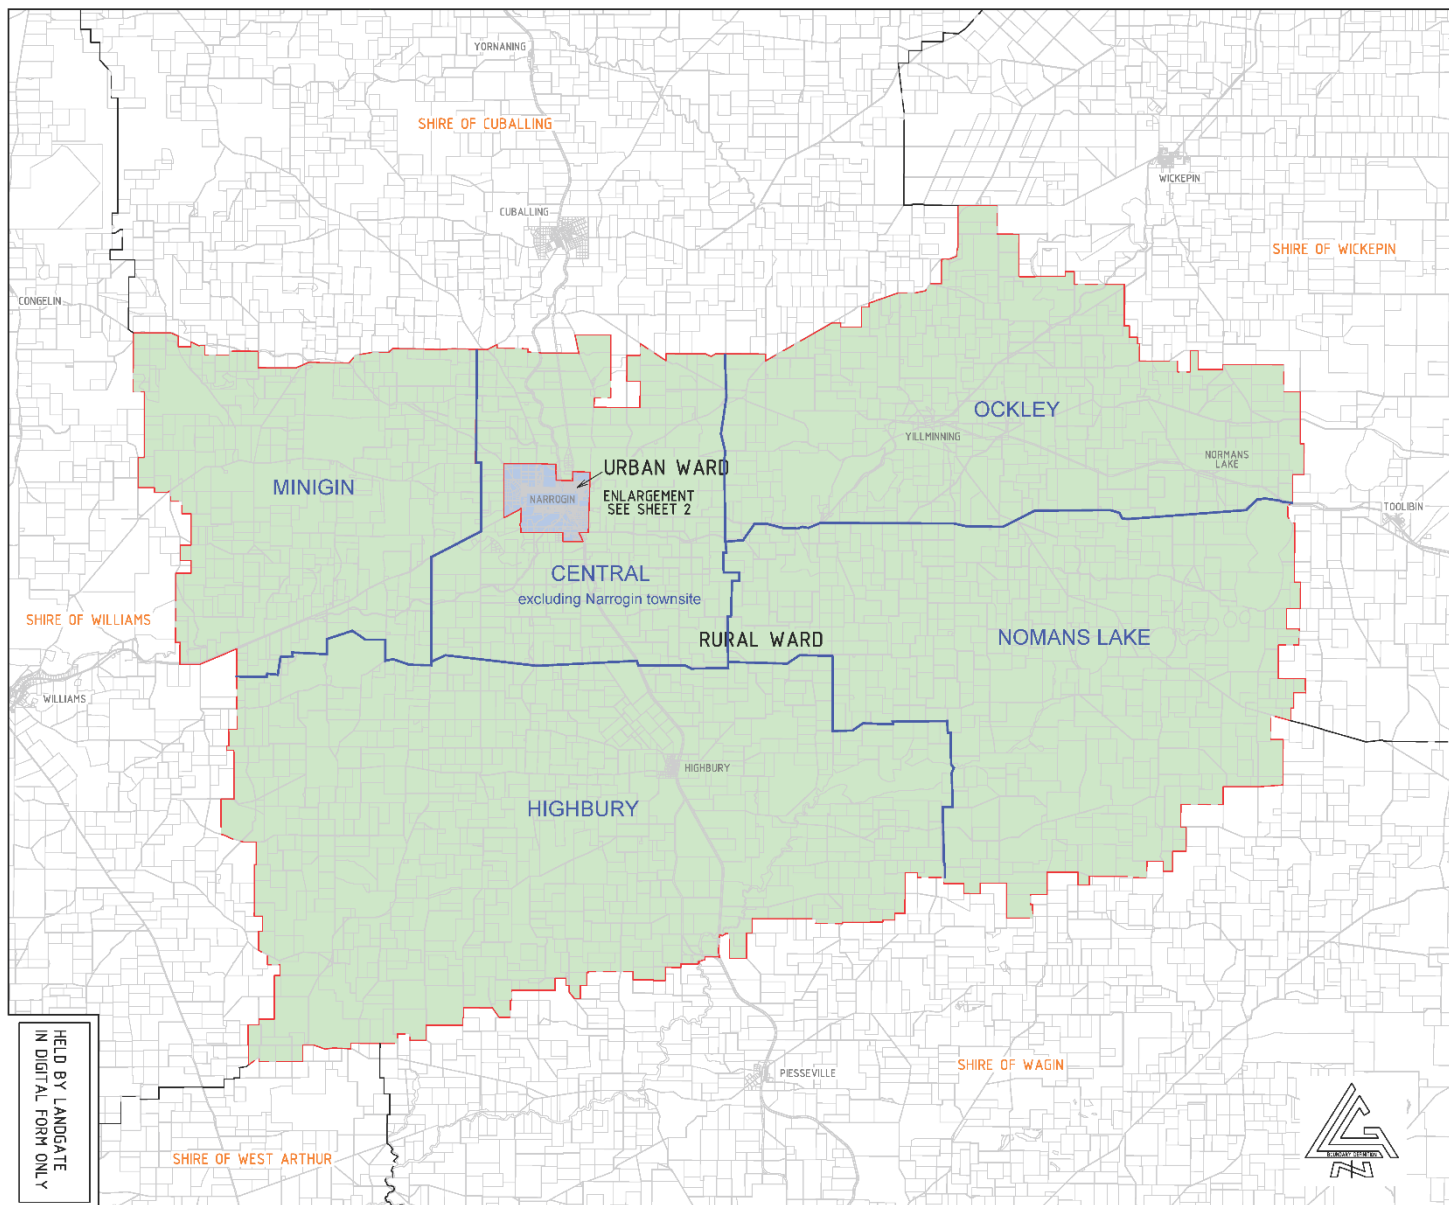 YORNANING
SHIRE OF CUBALLING
WICKEPIN
CUBALLING
SHIRE OF WICKEPIN
CONGELIN
OCKLEY
YILLMINNING
NORMANS
LAKE
URBAN WARD
MINIGIN
NARROGIN
ENLARGEMENT
SEE SHEET 2
TOOLIBIN
CENTRAL
excluding Narrogin townsite
SHIRE OF WILLIAMS
RURAL WARD
NOMANS LAKE
WILLIAMS
HIGHBURY
HIGHBURY
PIESSEVILLE
SHIRE OF WAGIN
SHIRE OF WEST ARTHUR
HELD BY LANDGATE
IN DIGITAL FORM ONLY
BOUNDARY DEFINITION